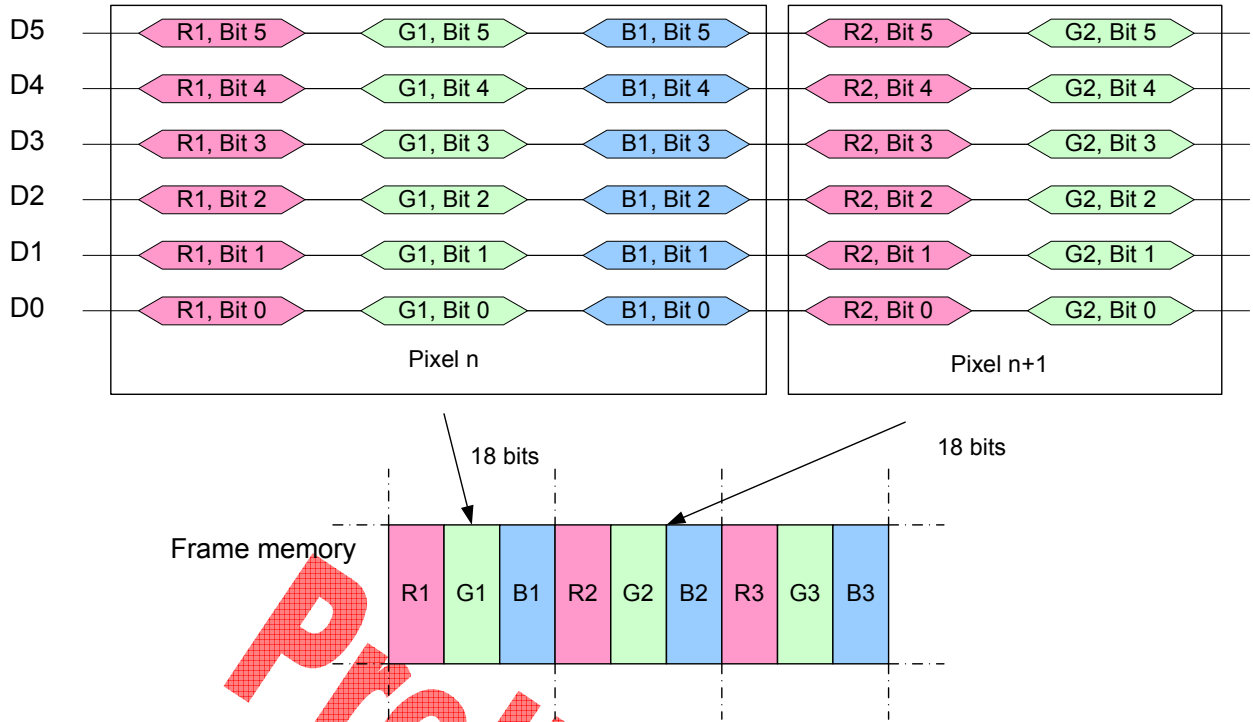 D5 R1, Bit 5 G1, Bit 5 B1, Bit 5 R2, Bit 5 G2, Bit 5
D4 R1, Bit 4 G1, Bit 4 B1, Bit 4 R2, Bit 4 G2, Bit 4
D3 R1, Bit 3 G1, Bit 3 B1, Bit 3 R2, Bit 3 G2, Bit 3
D2 R1, Bit 2 G1, Bit 2 B1, Bit 2 R2, Bit 2 G2, Bit 2
D1 R1, Bit 1 G1, Bit 1 B1, Bit 1 R2, Bit 1 G2, Bit 1
D0 R1, Bit 0 G1, Bit 0 B1, Bit 0 R2, Bit 0 G2, Bit 0
Pixel n Pixel n+1
18 bits 18 bits
Frame memory
R1 G1 B1 R2 G2 B2 R3 G3 B3